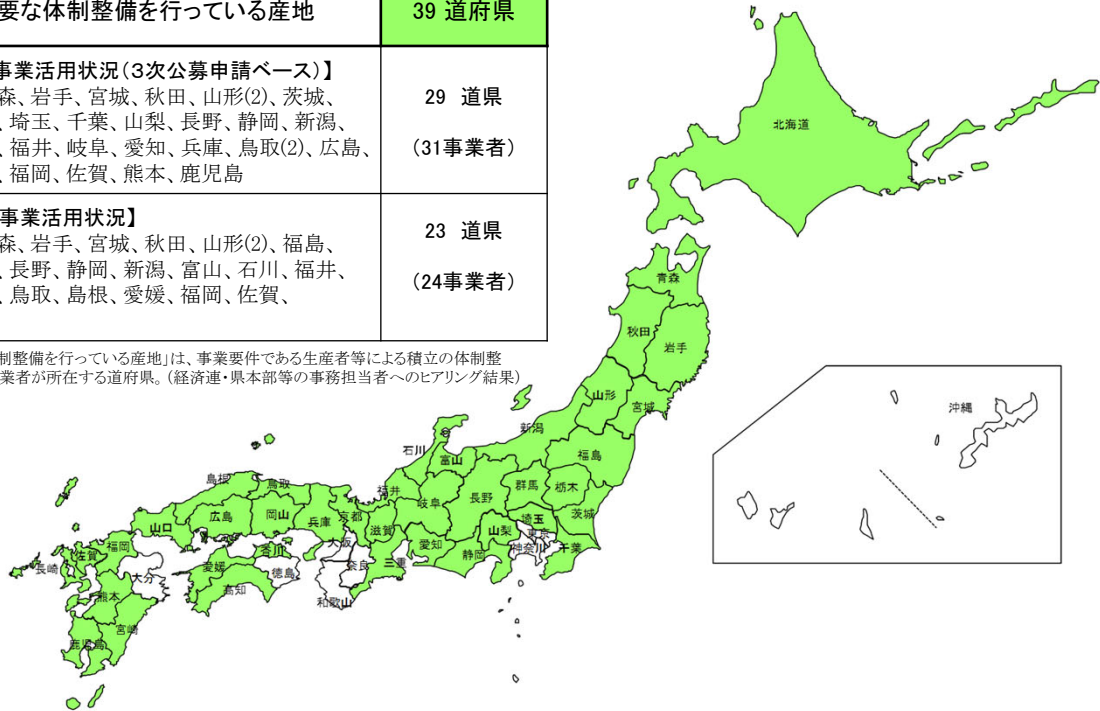 要な体制整備を行っている産地
39 道府県
事業活用状況(3次公募申請ベース)】
森、岩手、宮城、秋田、山形(2)、茨城、
、埼玉、千葉、山梨、長野、静岡、新潟、
、福井、岐阜、愛知、兵庫、鳥取(2)、広島、
、福岡、佐賀、熊本、鹿児島
29 道県
(31事業者)
事業活用状況】
森、岩手、宮城、秋田、山形(2)、福島、
、長野、静岡、新潟、富山、石川、福井、
、鳥取、島根、愛媛、福岡、佐賀、
23 道県
(24事業者)
制整備を行っている産地」は、事業要件である生産者等による積立の体制整
業者が所在する道府県。(経済連・県本部等の事務担当者へのヒアリング結果)
北海道
青森
秋田
岩手
山形
宮城
新潟
福島
石川
富山
群馬
栃木
長野
茨城
福井
岐阜
埼玉
東京
山梨
神奈川
千葉
静岡
愛知
島根
鳥取
山口
広島
岡山
兵庫
京都
滋賀
大阪
奈良
三重
和歌山
香川
徳島
愛媛
高知
福岡
佐賀
長崎
大分
熊本
宮崎
鹿児島
沖縄